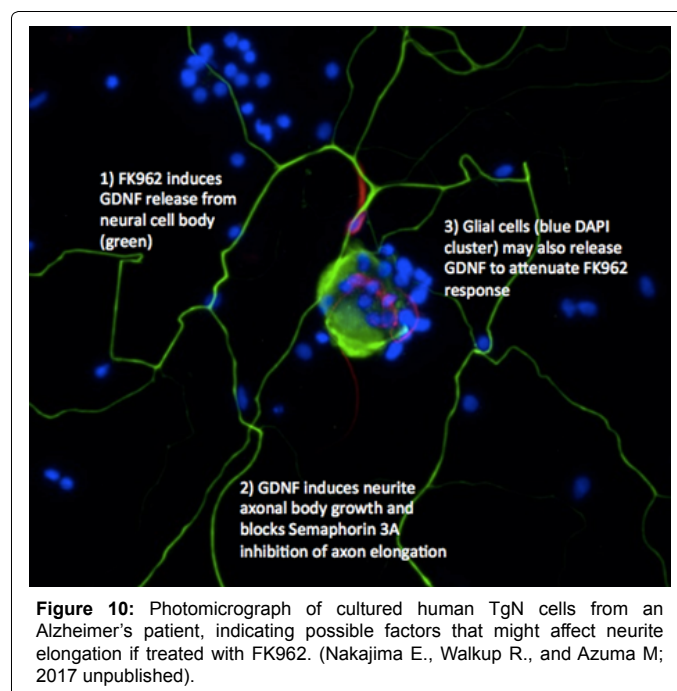 1) FK962 induces
GDNF release from
neural cell body
(green)
3) Glial cells (blue DAPI
cluster) may also release
GDNF to attenuate FK962
response
2) GDNF induces neurite
axonal body growth and
blocks Semaphorin 3A
inhibition of axon elongation
Figure 10: Photomicrograph of cultured human TgN cells from an
Alzheimer's patient, indicating possible factors that might affect neurite
elongation if treated with FK962. (Nakajima E., Walkup R., and Azuma M;
2017 unpublished).